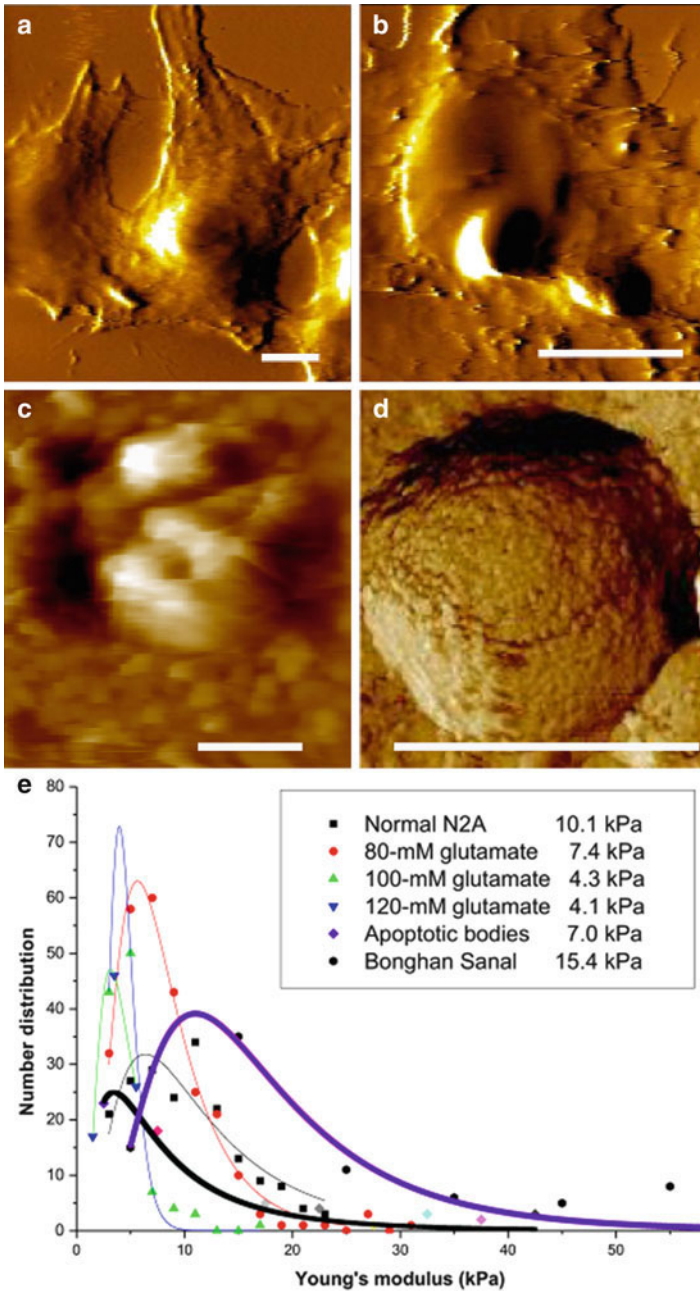 a
b
c
d
e
80
70
60
50
40
30
20
10
0
Number distribution
Normal N2A 10.1 kPa
80-mM glutamate 7.4 kPa
100-mM glutamate 4.3 kPa
120-mM glutamate 4.1 kPa
Apoptotic bodies 7.0 kPa
Bonghan Sanal 15.4 kPa
0 10 20 30 40 50
Young's modulus (kPa)